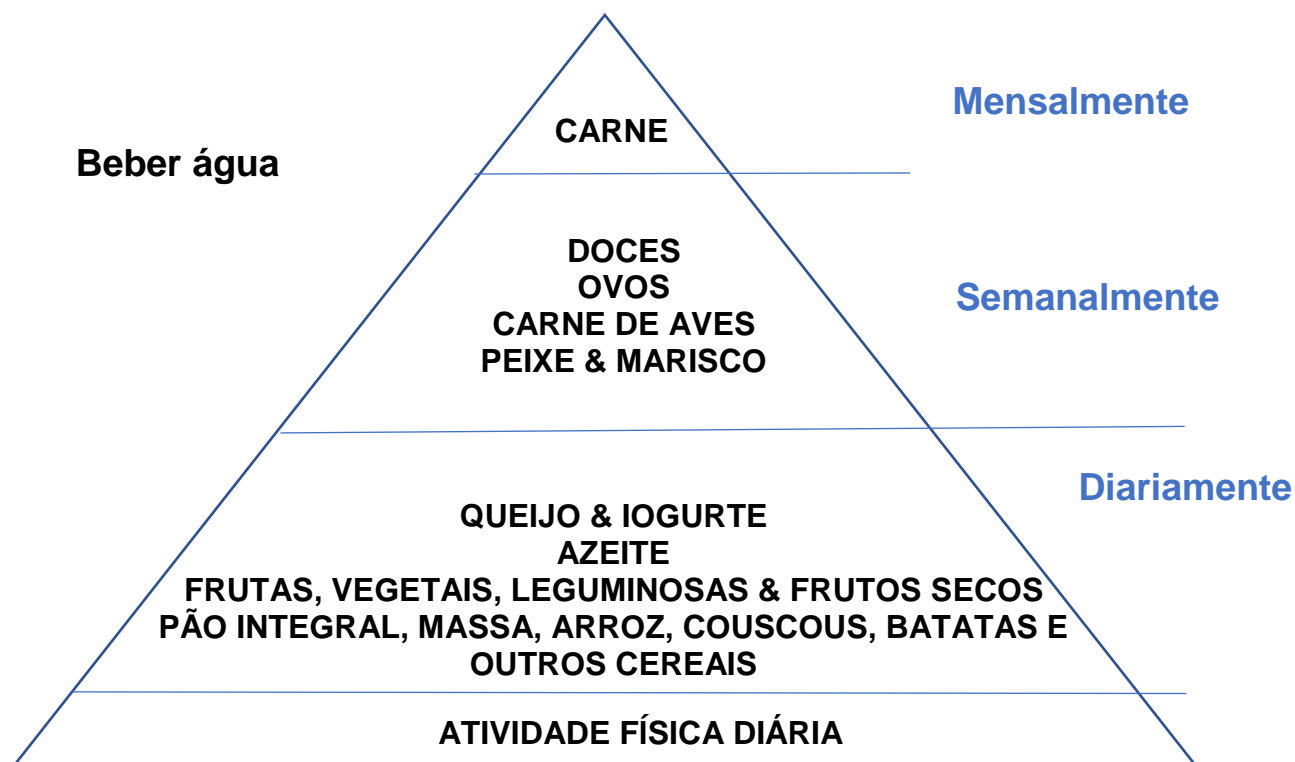 Mensalmente
CARNE
Beber água
DOCES
OVOS
CARNE DE AVES
PEIXE & MARISCO
Semanalmente
Diariamente
QUEIJO & IOGURTE
AZEITE
FRUTAS, VEGETAIS, LEGUMINOSAS & FRUTOS SECOS
PÃO INTEGRAL, MASSA, ARROZ, COUSCOUS, BATATAS E
OUTROS CEREAIS
ATIVIDADE FÍSICA DIÁRIA